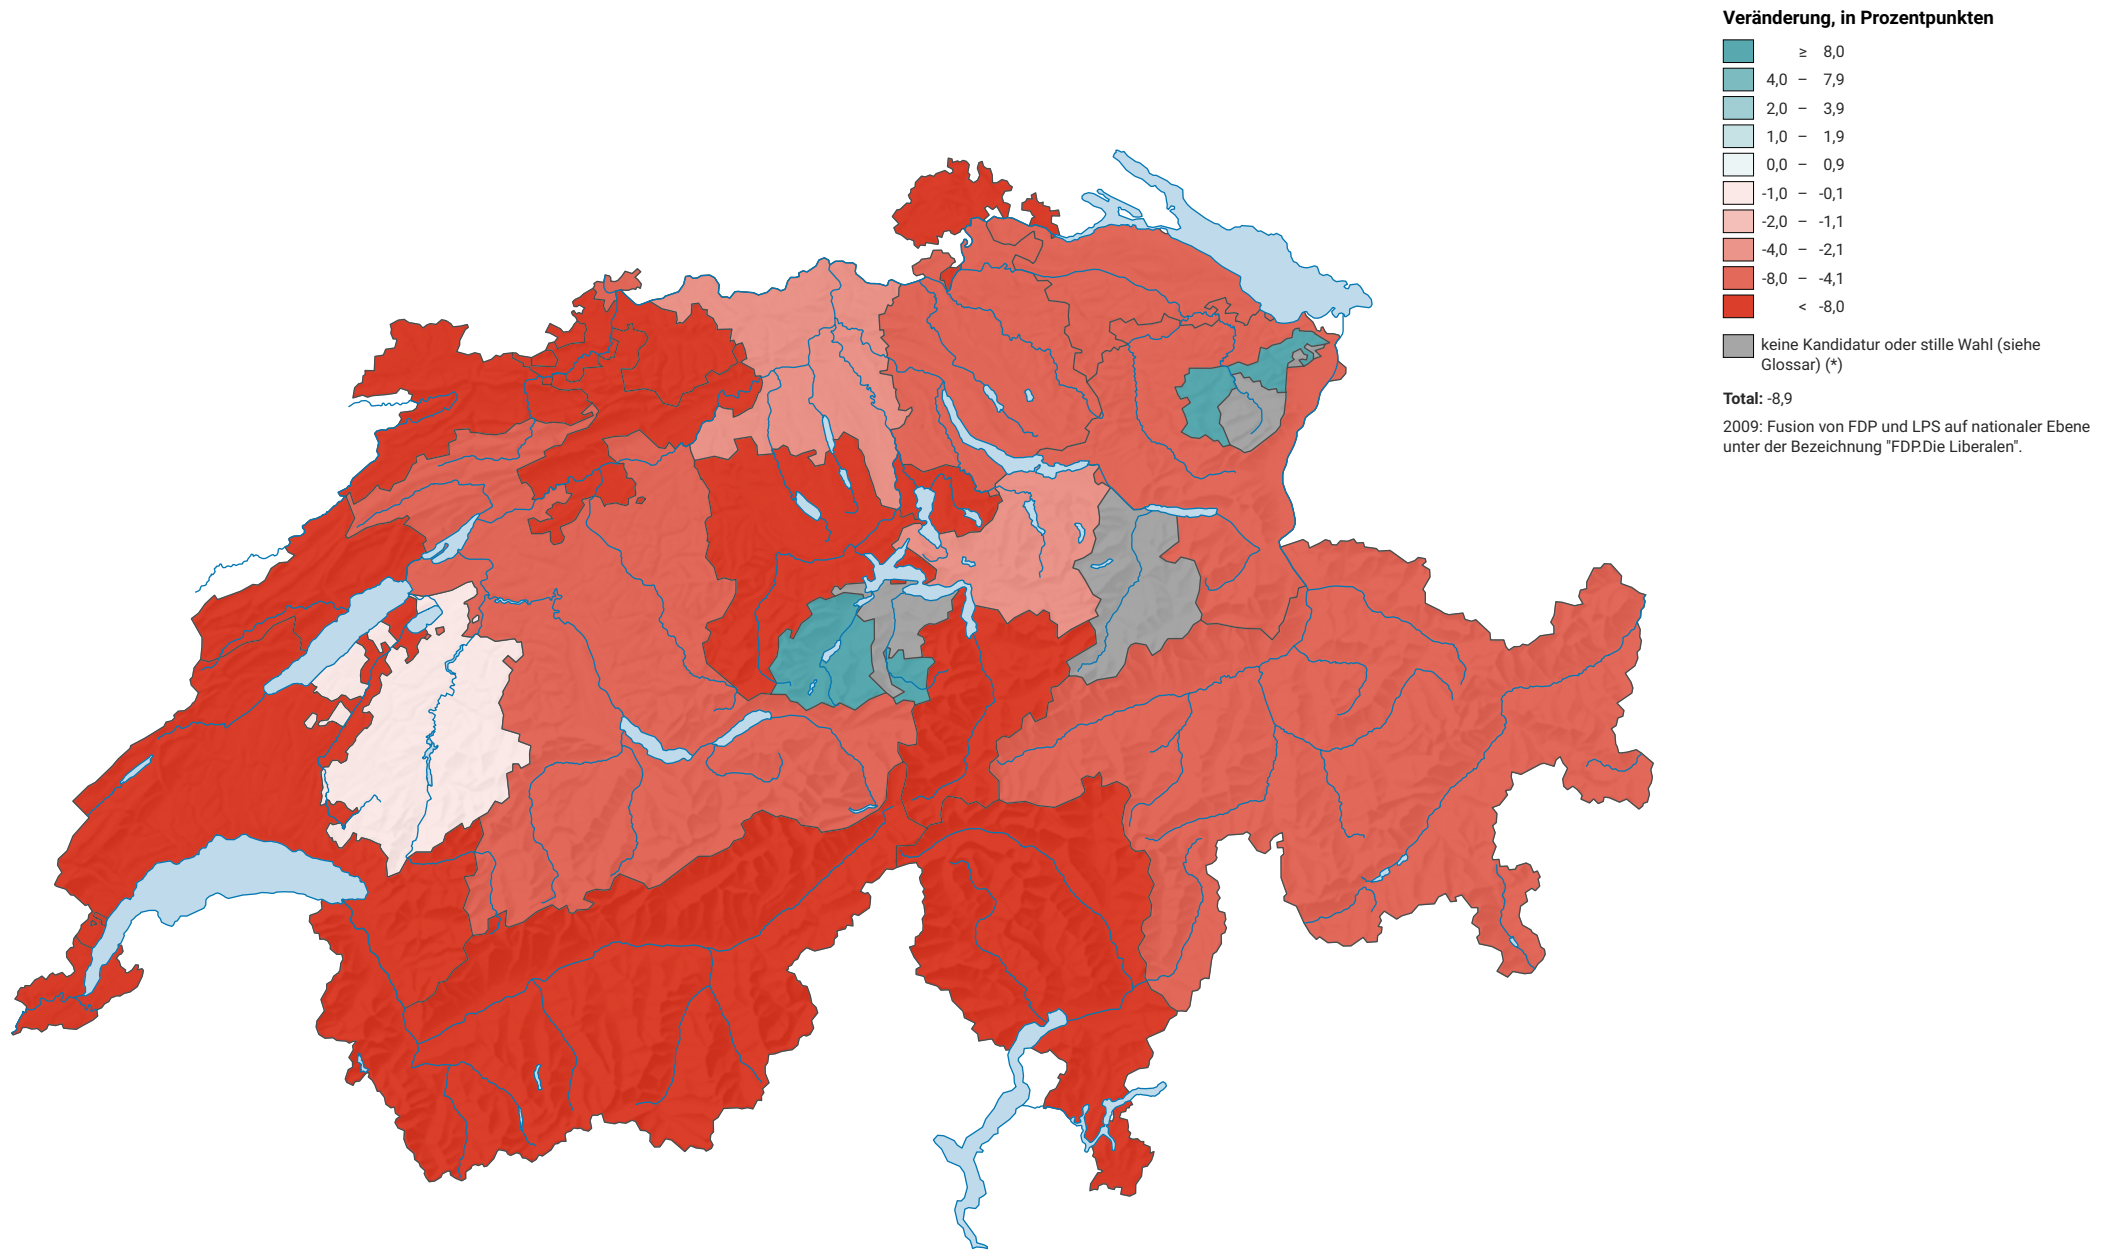 Veränderung, in Prozentpunkten
≥ 8,0
4,0 – 7,9
2,0 – 3,9
1,0 – 1,9
0,0 – 0,9
-1,0 – -0,1
-2,0 – -1,1
-4,0 – -2,1
-8,0 – -4,1
< -8,0
keine Kandidatur oder stille Wahl (siehe
Glossar) (*)
Total: -8,9
2009: Fusion von FDP und LPS auf nationaler Ebene
unter der Bezeichnung "FDP.Die Liberalen".